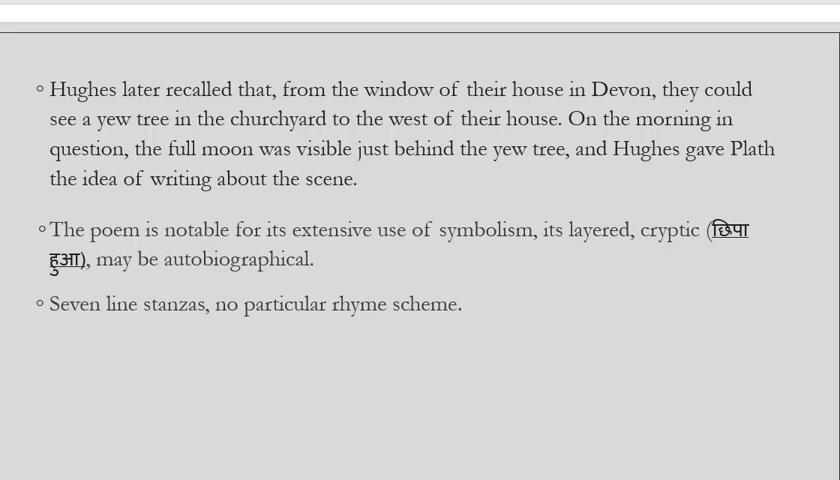 ◦ Hughes later recalled that, from the window of their house in Devon, they could
see a yew tree in the churchyard to the west of their house. On the morning in
question, the full moon was visible just behind the yew tree, and Hughes gave Plath
the idea of writing about the scene.
◦ The poem is notable for its extensive use of symbolism, its layered, cryptic (छिपा
हुआ), may be autobiographical.
◦ Seven line stanzas, no particular rhyme scheme.